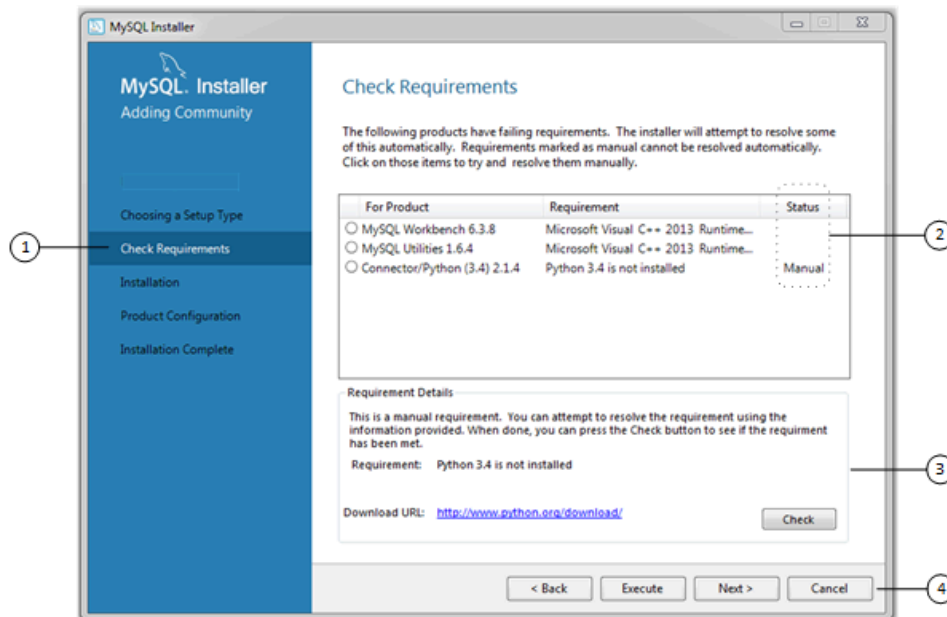 MySQL Installer
MySQL. Installer
Adding Community
Choosing a Setup Type
Check Requirements
Installation
Product Configuration
Installation Complete
Check Requirements
The following products have failing requirements. The installer will attempt to resolve some
of this automatically. Requirements marked as manual cannot be resolved automatically.
Click on those items to try and resolve them manually.
For Product Requirement Status
MySQL Workbench 6.3.8 Microsoft Visual C++ 2013 Runtime...
MySQL Utilities 1.6.4 Microsoft Visual C++ 2013 Runtime...
Connector/Python (3.4) 2.1.4 Python 3.4 is not installed Manual
Requirement Details
This is a manual requirement. You can attempt to resolve the requirement using the
information provided. When done, you can press the Check button to see if the requirment
has been met.
Requirement: Python 3.4 is not installed
Download URL: http://www.python.org/download/
Check
< Back Execute Next > Cancel
1
2
3
4